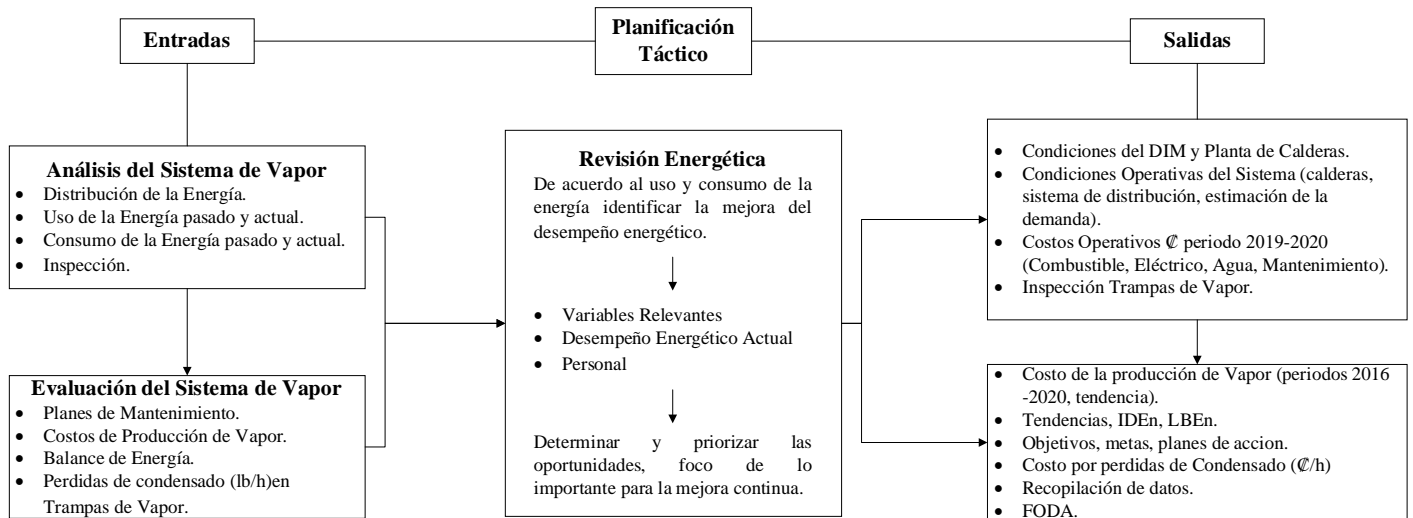 Entradas
Planificación
Táctico
Salidas
Análisis del Sistema de Vapor
• Distribución de la Energía.
• Uso de la Energía pasado y actual.
• Consumo de la Energía pasado y actual.
• Inspección.
Evaluación del Sistema de Vapor
• Planes de Mantenimiento.
• Costos de Producción de Vapor.
• Balance de Energía.
• Perdidas de condensado (lb/h)en
Trampas de Vapor.
Revisión Energética
De acuerdo al uso y consumo de la
energía identificar la mejora del
desempeño energético.
• Variables Relevantes
• Desempeño Energético Actual
• Personal
Determinar y priorizar las
oportunidades, foco de lo
importante para la mejora continua.
• Condiciones del DIM y Planta de Calderas.
• Condiciones Operativas del Sistema (calderas,
sistema de distribución, estimación de la
demanda).
• Costos Operativos ₡ periodo 2019-2020
(Combustible, Eléctrico, Agua, Mantenimiento).
• Inspección Trampas de Vapor.
• Costo de la producción de Vapor (periodos 2016
-2020, tendencia).
• Tendencias, IDEn, LBEn.
• Objetivos, metas, planes de accion.
• Costo por perdidas de Condensado (₡/h)
• Recopilación de datos.
• FODA.